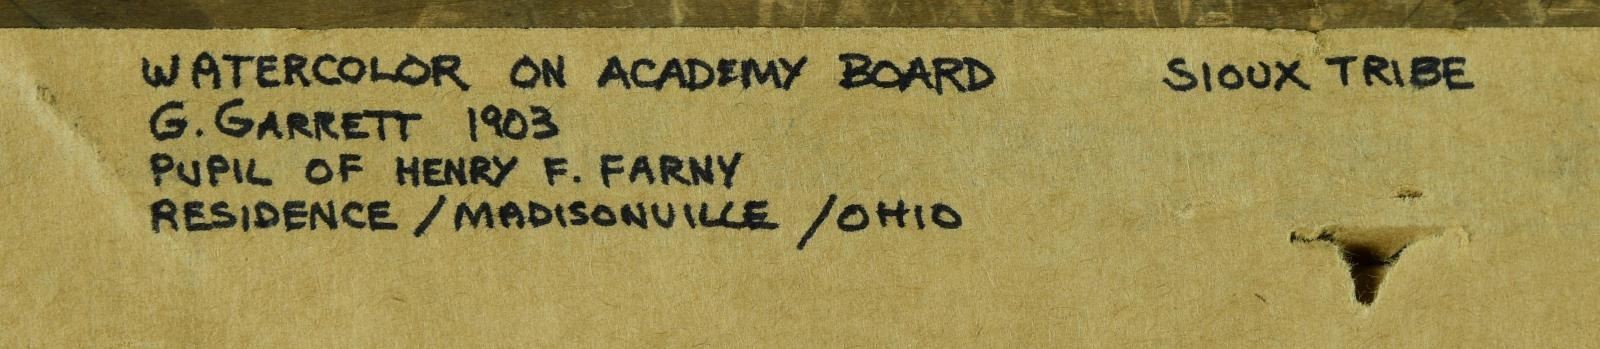 WATERCOLOR ON ACADEMY BOARD SIOUX TRIBE
G. GARRETT 1903
PUPIL OF HENRY F. FARNY
RESIDENCE / MADISONVILLE / OHIO